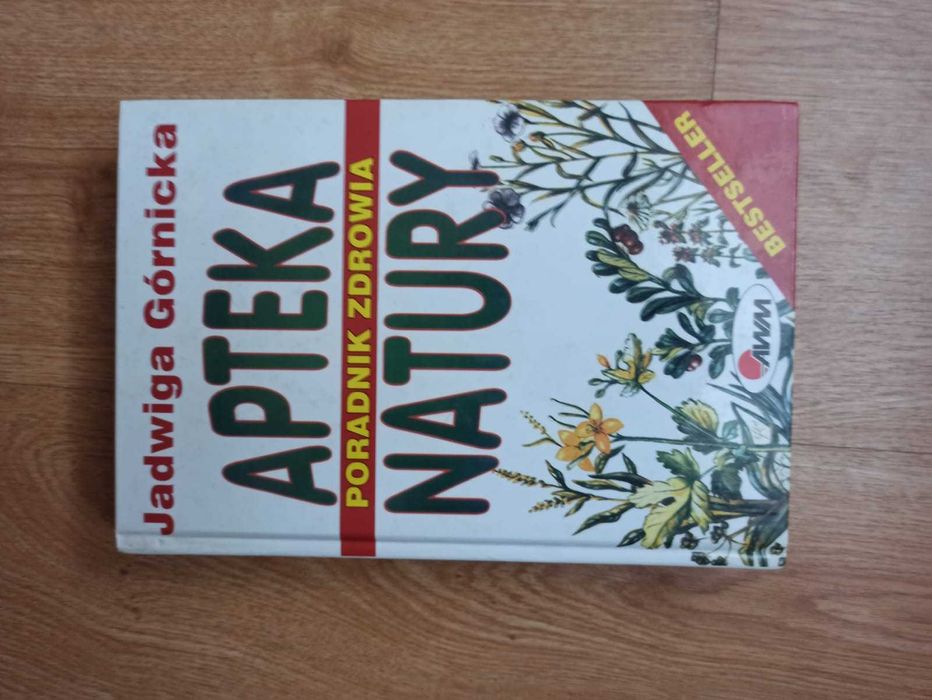 Jadwiga Górnicka
APTEKA
PORADNIK ZDROWIA
NATURY
BESTSELLER
AWM